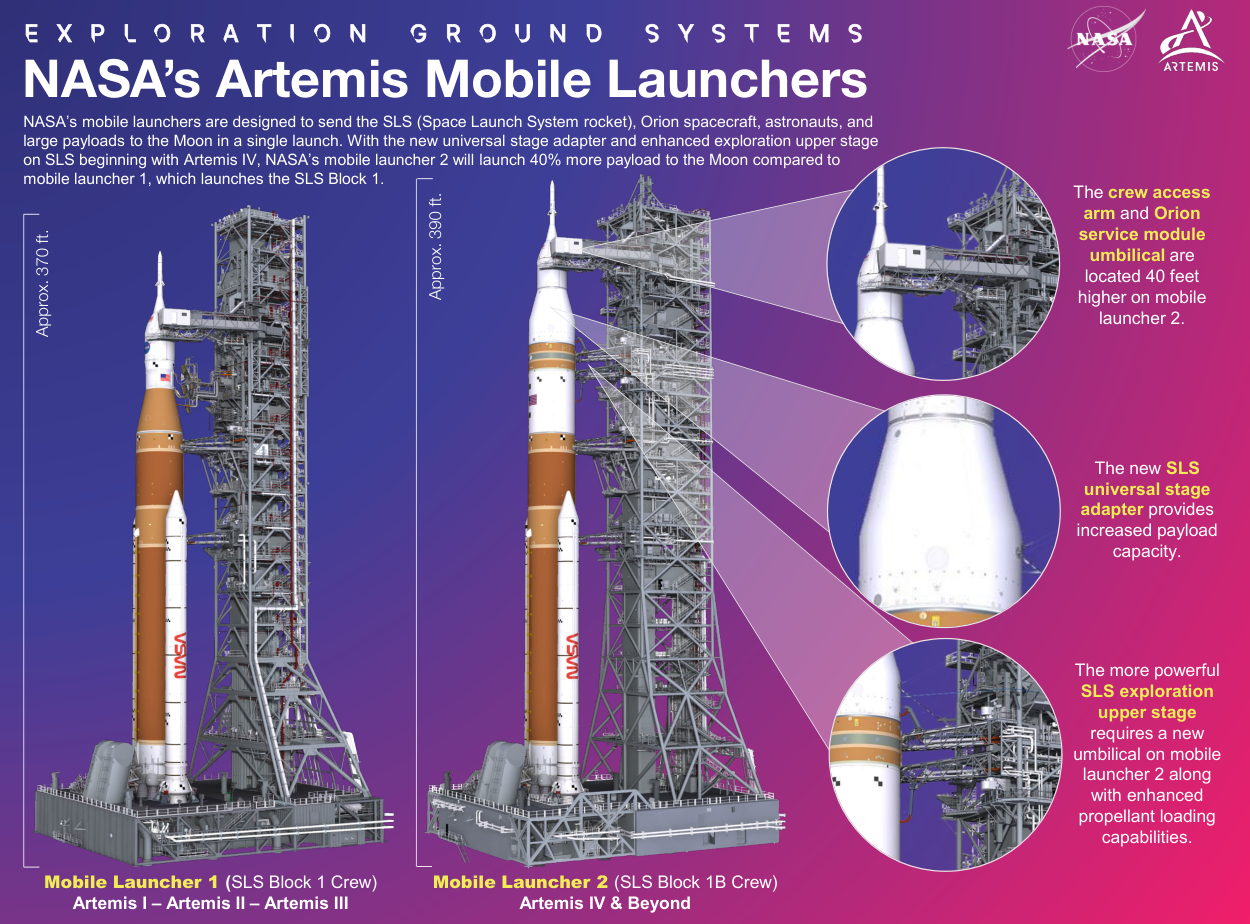 EXPLORATION GROUND SYSTEMS
NASA's Artemis Mobile Launchers
NASA's mobile launchers are designed to send the SLS (Space Launch System rocket), Orion spacecraft, astronauts, and
large payloads to the Moon in a single launch. With the new universal stage adapter and enhanced exploration upper stage
on SLS beginning with Artemis IV, NASA's mobile launcher 2 will launch 40% more payload to the Moon compared to
mobile launcher 1, which launches the SLS Block 1.
NASA
ARTEMIS
Approx. 370 ft.
Approx. 390 ft.
The crew access
arm and Orion
service module
umbilical are
located 40 feet
higher on mobile
launcher 2.
The new SLS
universal stage
adapter provides
increased payload
capacity.
The more powerful
SLS exploration
upper stage
requires a new
umbilical on mobile
launcher 2 along
with enhanced
propellant loading
capabilities.
NASA
NASA
Mobile Launcher 1 (SLS Block 1 Crew)
Artemis I – Artemis II – Artemis III
Mobile Launcher 2 (SLS Block 1B Crew)
Artemis IV & Beyond